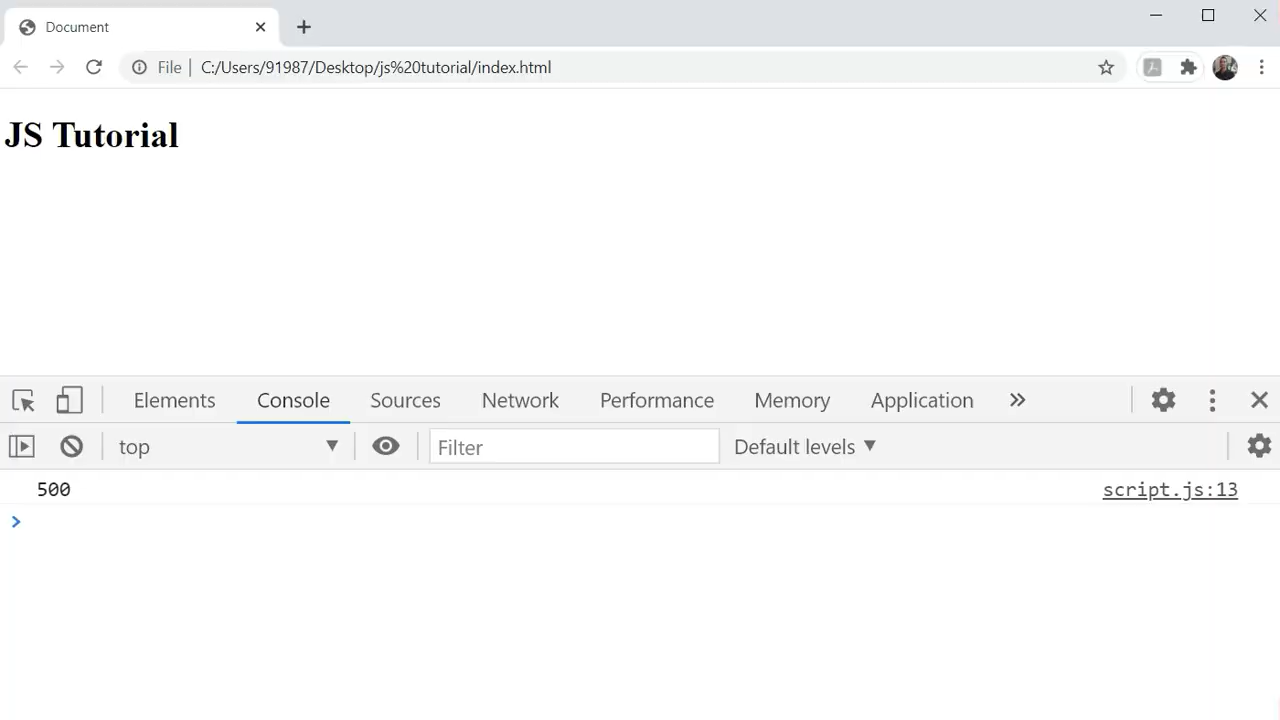 Document
File | C:/Users/91987/Desktop/js%20tutorial/index.html
JS Tutorial
Elements Console Sources Network Performance Memory Application »
top Filter Default levels
500 script.js:13